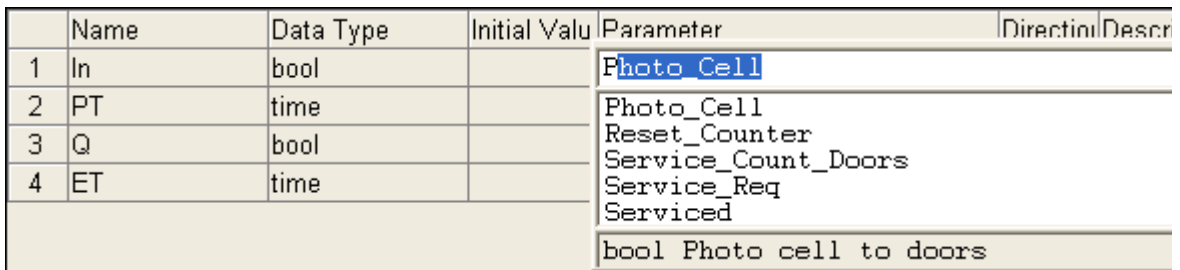 Name Data Type Initial Valu Parameter Direction Descri
1 In bool Photo_Cell
2 PT time Photo_Cell
Reset_Counter
3 Q bool Service_Count_Doors
4 ET time Service_Req
Serviced
bool Photo cell to doors